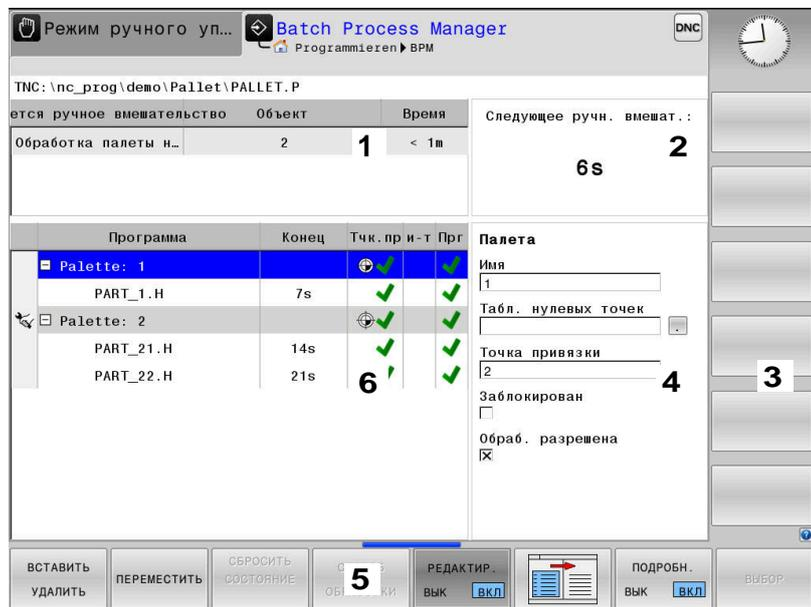 Режим ручного уп…
Batch Process Manager
Programmieren BPM
DNC
TNC:\nc_prog\demo\Pallet\PALLET.P
ется ручное вмешательство Объект Время
Обработка палеты н… 2 < 1m
1
Следующее ручн. вмешат.:
2
6s
Программа Конец Тчк.пр и-т Прг
Palette: 1
PART_1.H 7s
Palette: 2
PART_21.H 14s
PART_22.H 21s
6
Палета
Имя
1
Табл. нулевых точек
.
Точка привязки
2
4
Заблокирован
Обраб. разрешена
3
ВСТАВИТЬ
УДАЛИТЬ
ПЕРЕМЕСТИТЬ
СБРОСИТЬ
СОСТОЯНИЕ
5
РЕДАКТИР.
ВЫК ВКЛ
ПОДРОБН.
ВЫК ВКЛ
ВЫБОР